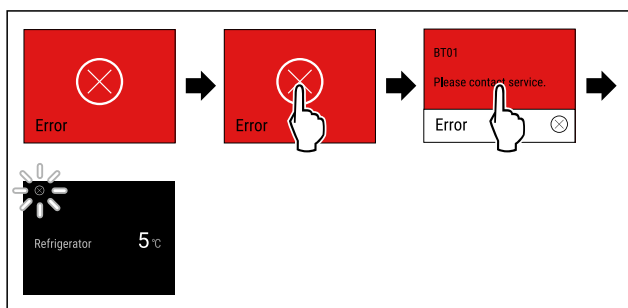 Error
Error
BT01
Please contact service.
Error
Refrigerator 5 °C